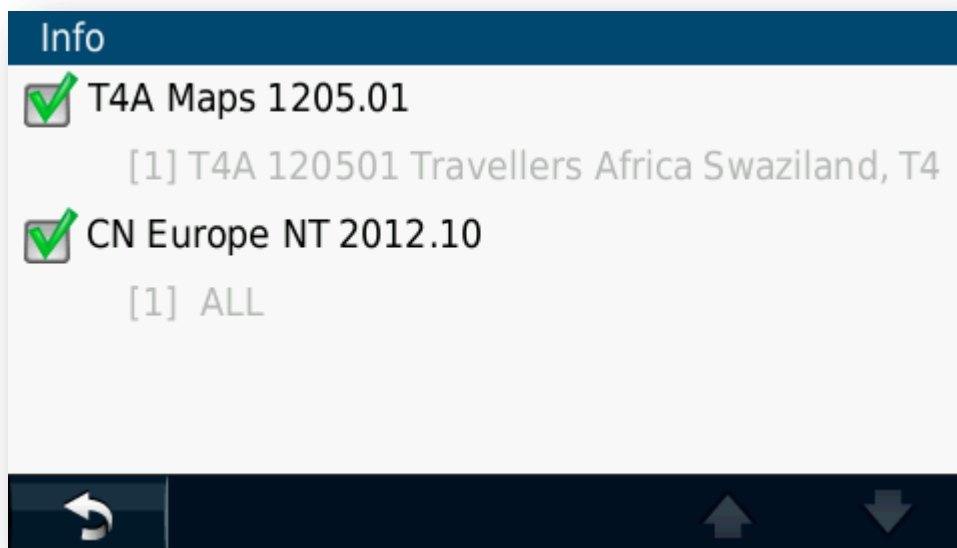 Info
T4A Maps 1205.01
[1] T4A 120501 Travellers Africa Swaziland, T4
CN Europe NT 2012.10
[1] ALL